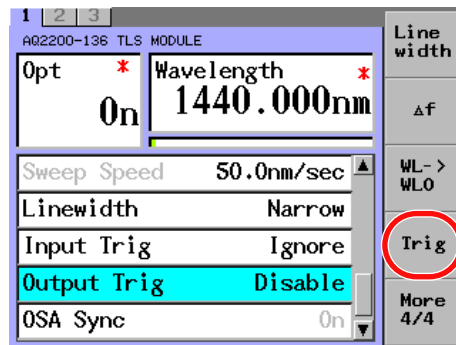 1 2 3
AQ2200-136 TLS MODULE
Opt *
On
Wavelength *
1440.000nm
Sweep Speed 50.0nm/sec
Linewidth Narrow
Input Trig Ignore
Output Trig Disable
OSA Sync On
Line
width
Δf
WL->
WL0
Trig
More
4/4